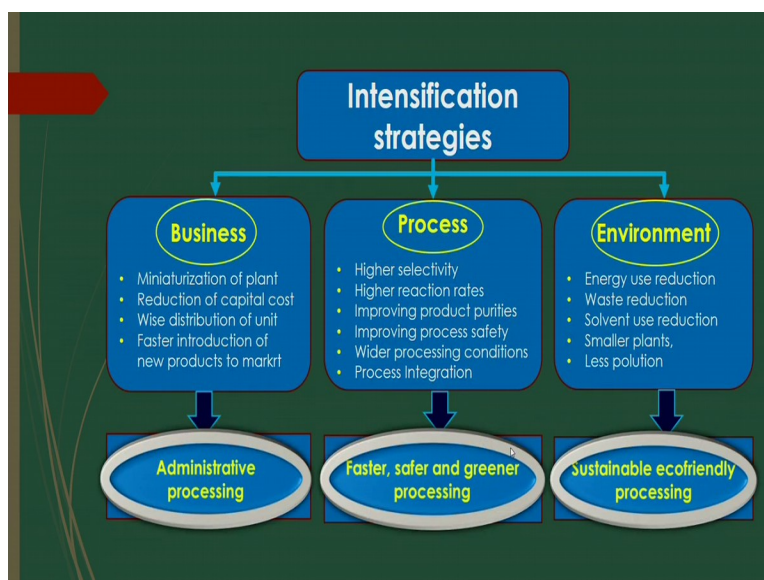 Intensification
strategies
Business
• Miniaturization of plant
• Reduction of capital cost
• Wise distribution of unit
• Faster introduction of
new products to markrt
Administrative
processing
Process
• Higher selectivity
• Higher reaction rates
• Improving product purities
• Improving process safety
• Wider processing conditions
• Process Integration
Faster, safer and greener
processing
Environment
• Energy use reduction
• Waste reduction
• Solvent use reduction
• Smaller plants,
• Less polution
Sustainable ecofriendly
processing